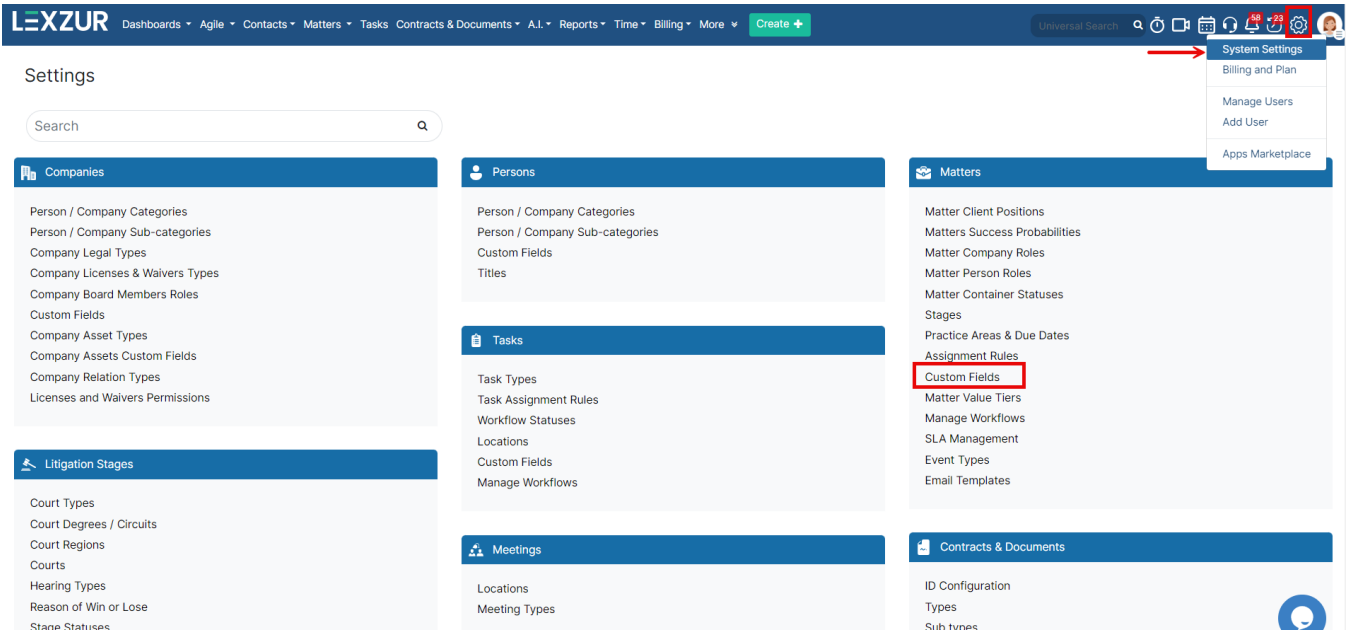 LEXZUR Dashboards Agile Contacts Matters Tasks Contracts & Documents A.I. Reports Time Billing More Create + Universal Search 58 23
System Settings
Billing and Plan
Manage Users
Add User
Apps Marketplace
Settings
Search
Companies
Person / Company Categories
Person / Company Sub-categories
Company Legal Types
Company Licenses & Waivers Types
Company Board Members Roles
Custom Fields
Company Asset Types
Company Assets Custom Fields
Company Relation Types
Licenses and Waivers Permissions
Litigation Stages
Court Types
Court Degrees / Circuits
Court Regions
Courts
Hearing Types
Reason of Win or Lose
Stage Statuses
Persons
Person / Company Categories
Person / Company Sub-categories
Custom Fields
Titles
Tasks
Task Types
Task Assignment Rules
Workflow Statuses
Locations
Custom Fields
Manage Workflows
Meetings
Locations
Meeting Types
Matters
Matter Client Positions
Matters Success Probabilities
Matter Company Roles
Matter Person Roles
Matter Container Statuses
Stages
Practice Areas & Due Dates
Assignment Rules
Custom Fields
Matter Value Tiers
Manage Workflows
SLA Management
Event Types
Email Templates
Contracts & Documents
ID Configuration
Types
Sub types